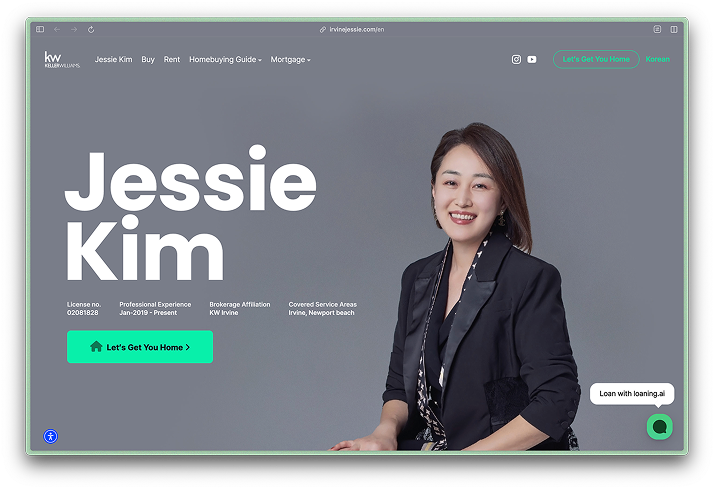 irvinejessie.com/en
kw
KELLERWILLIAMS.
Jessie Kim Buy Rent Homebuying Guide Mortgage
Let's Get You Home Korean
Jessie
Kim
License no. Professional Experience Brokerage Affiliation Covered Service Areas
02081828 Jan-2019 - Present KW Irvine Irvine, Newport beach
Let's Get You Home
Loan with loaning.ai